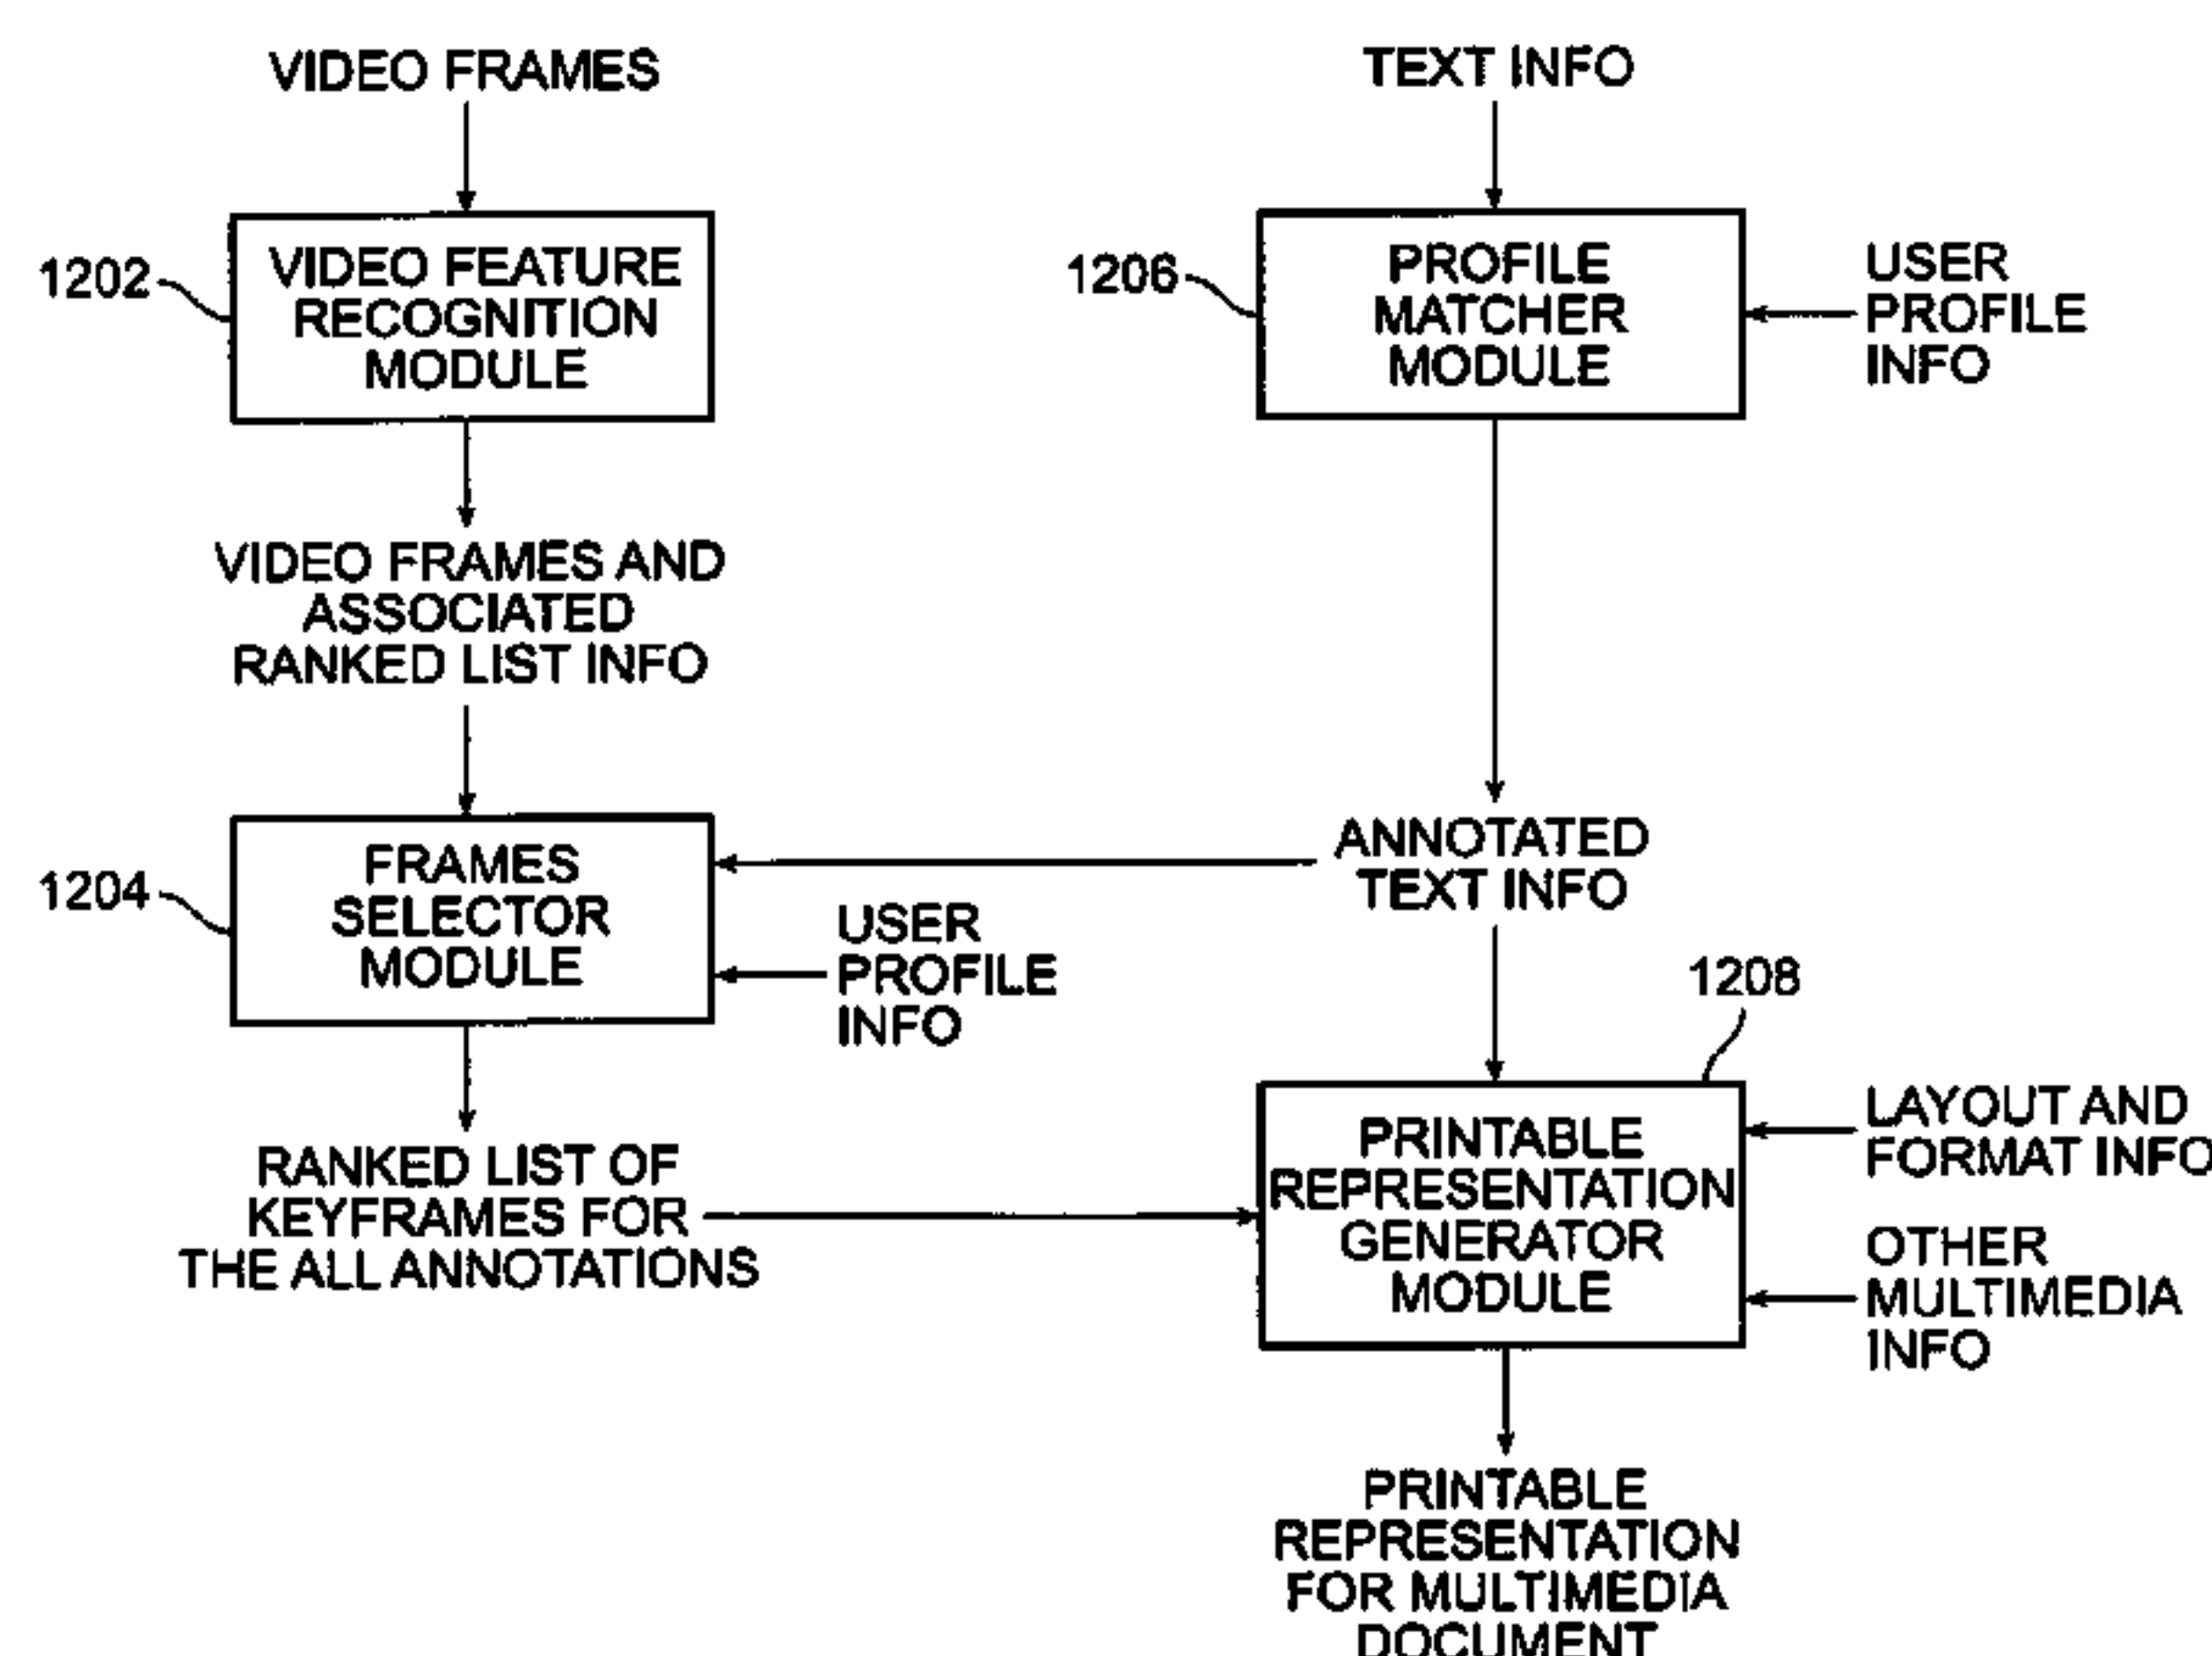 VIDEO FRAMES
TEXT INFO
1202
VIDEO FEATURE
RECOGNITION
MODULE
1206
PROFILE
MATCHER
MODULE
USER
PROFILE
INFO
VIDEO FRAMES AND
ASSOCIATED
RANKED LIST INFO
1204
FRAMES
SELECTOR
MODULE
ANNOTATED
TEXT INFO
USER
PROFILE
INFO
1208
RANKED LIST OF
KEYFRAMES FOR
THE ALL ANNOTATIONS
PRINTABLE
REPRESENTATION
GENERATOR
MODULE
LAYOUT AND
FORMAT INFO
OTHER
MULTIMEDIA
INFO
PRINTABLE
REPRESENTATION
FOR MULTIMEDIA
DOCUMENT